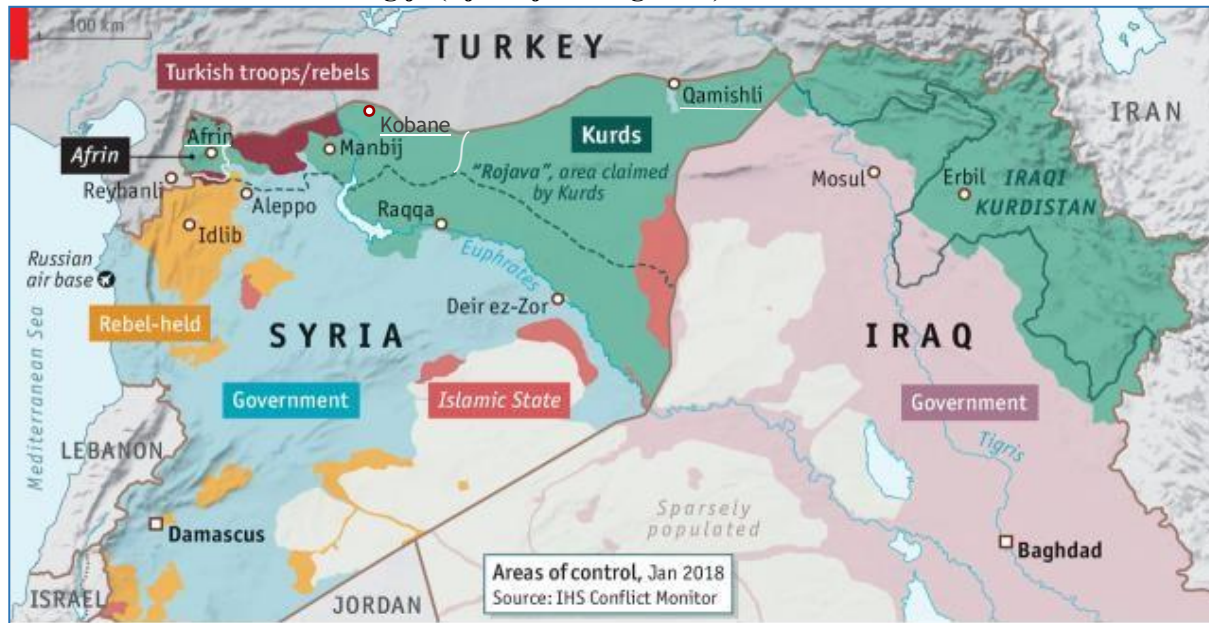 100 km
TURKEY
Turkish troops/rebels
Qamishli
IRAN
Kobane
Kurds
Afrin
Afrin
Manbij
"Rojava", area claimed
by Kurds
Mosul
Erbil
IRAQI
KURDISTAN
Reyhanli
Aleppo
Raqqa
Idlib
Euphrates
Russian
air base
Deir ez-Zor
Mediterranean Sea
Rebel-held
SYRIA
IRAQ
Government
Islamic State
Government
LEBANON
Tigris
Sparsely
populated
Damascus
Baghdad
Areas of control, Jan 2018
Source: IHS Conflict Monitor
ISRAEL
JORDAN